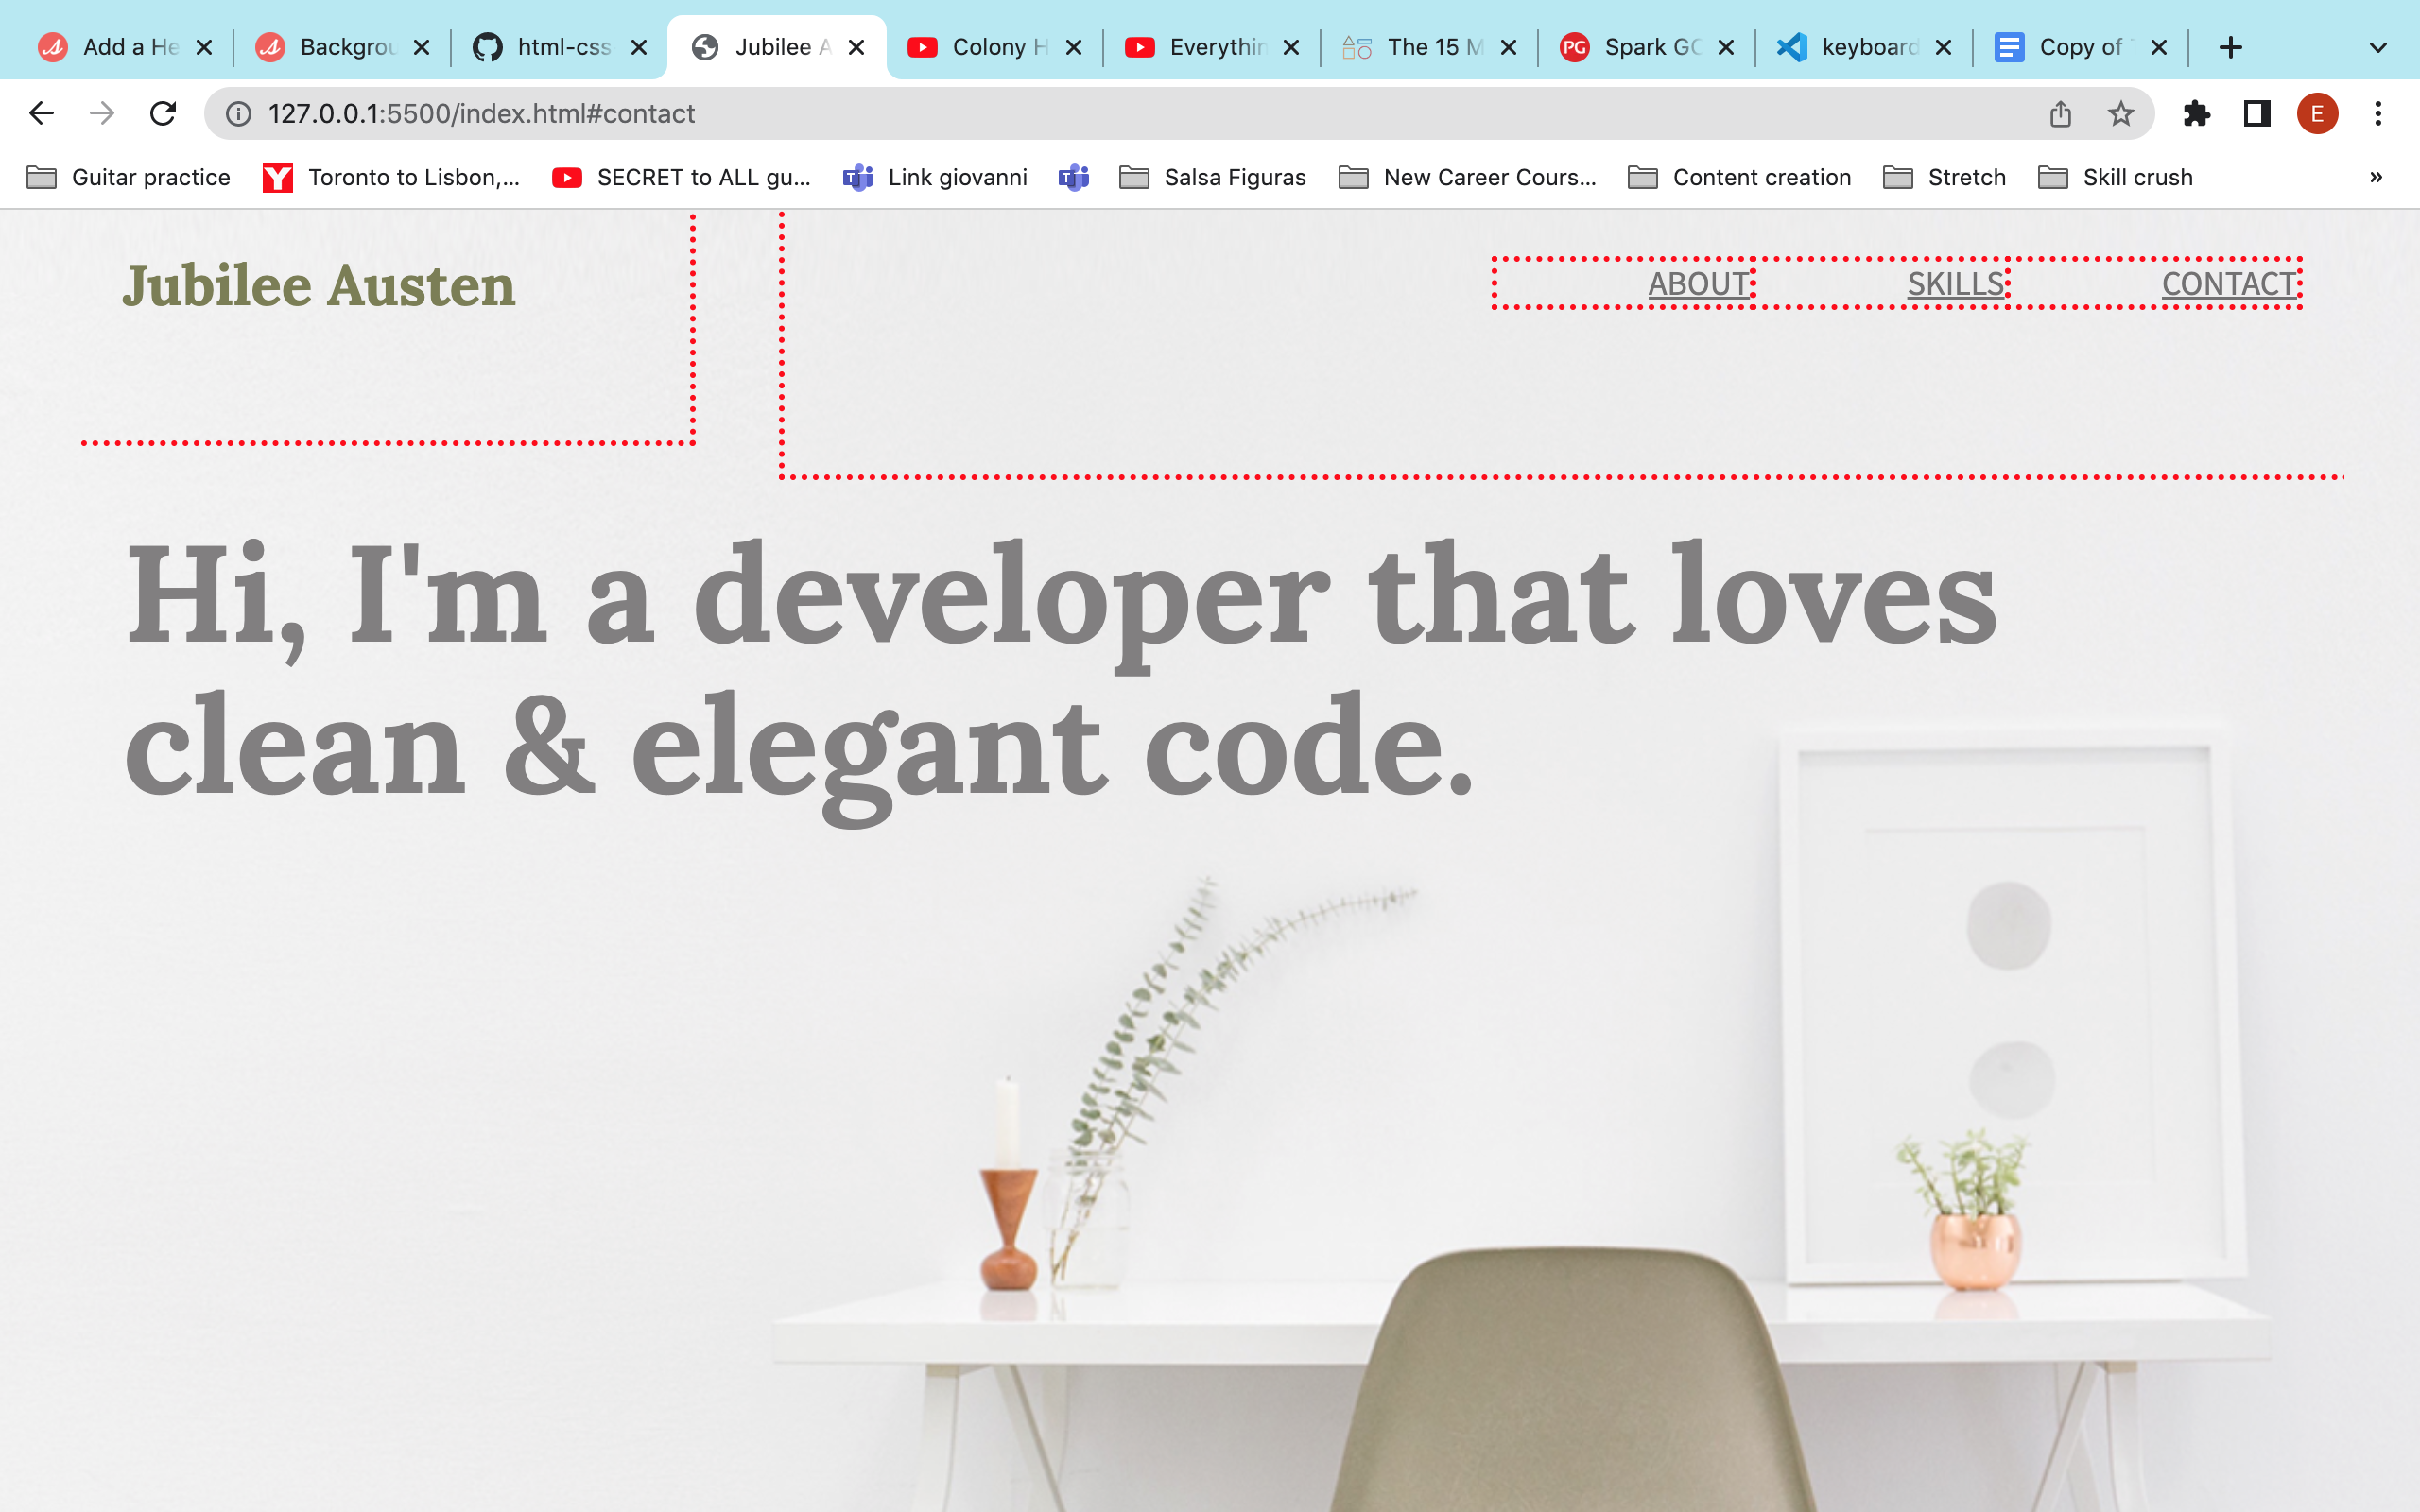 Add a He
Backgrou
html-css
Jubilee A
Colony H
Everythin
The 15 M
PG
Spark GO
keyboard
Copy of
127.0.0.1:5500/index.html#contact
E
Guitar practice
Y
Toronto to Lisbon,...
SECRET to ALL gu...
Link giovanni
Salsa Figuras
New Career Cours...
Content creation
Stretch
Skill crush
»
Jubilee Austen
ABOUT
SKILLS
CONTACT
Hi, I'm a developer that loves
clean & elegant code.